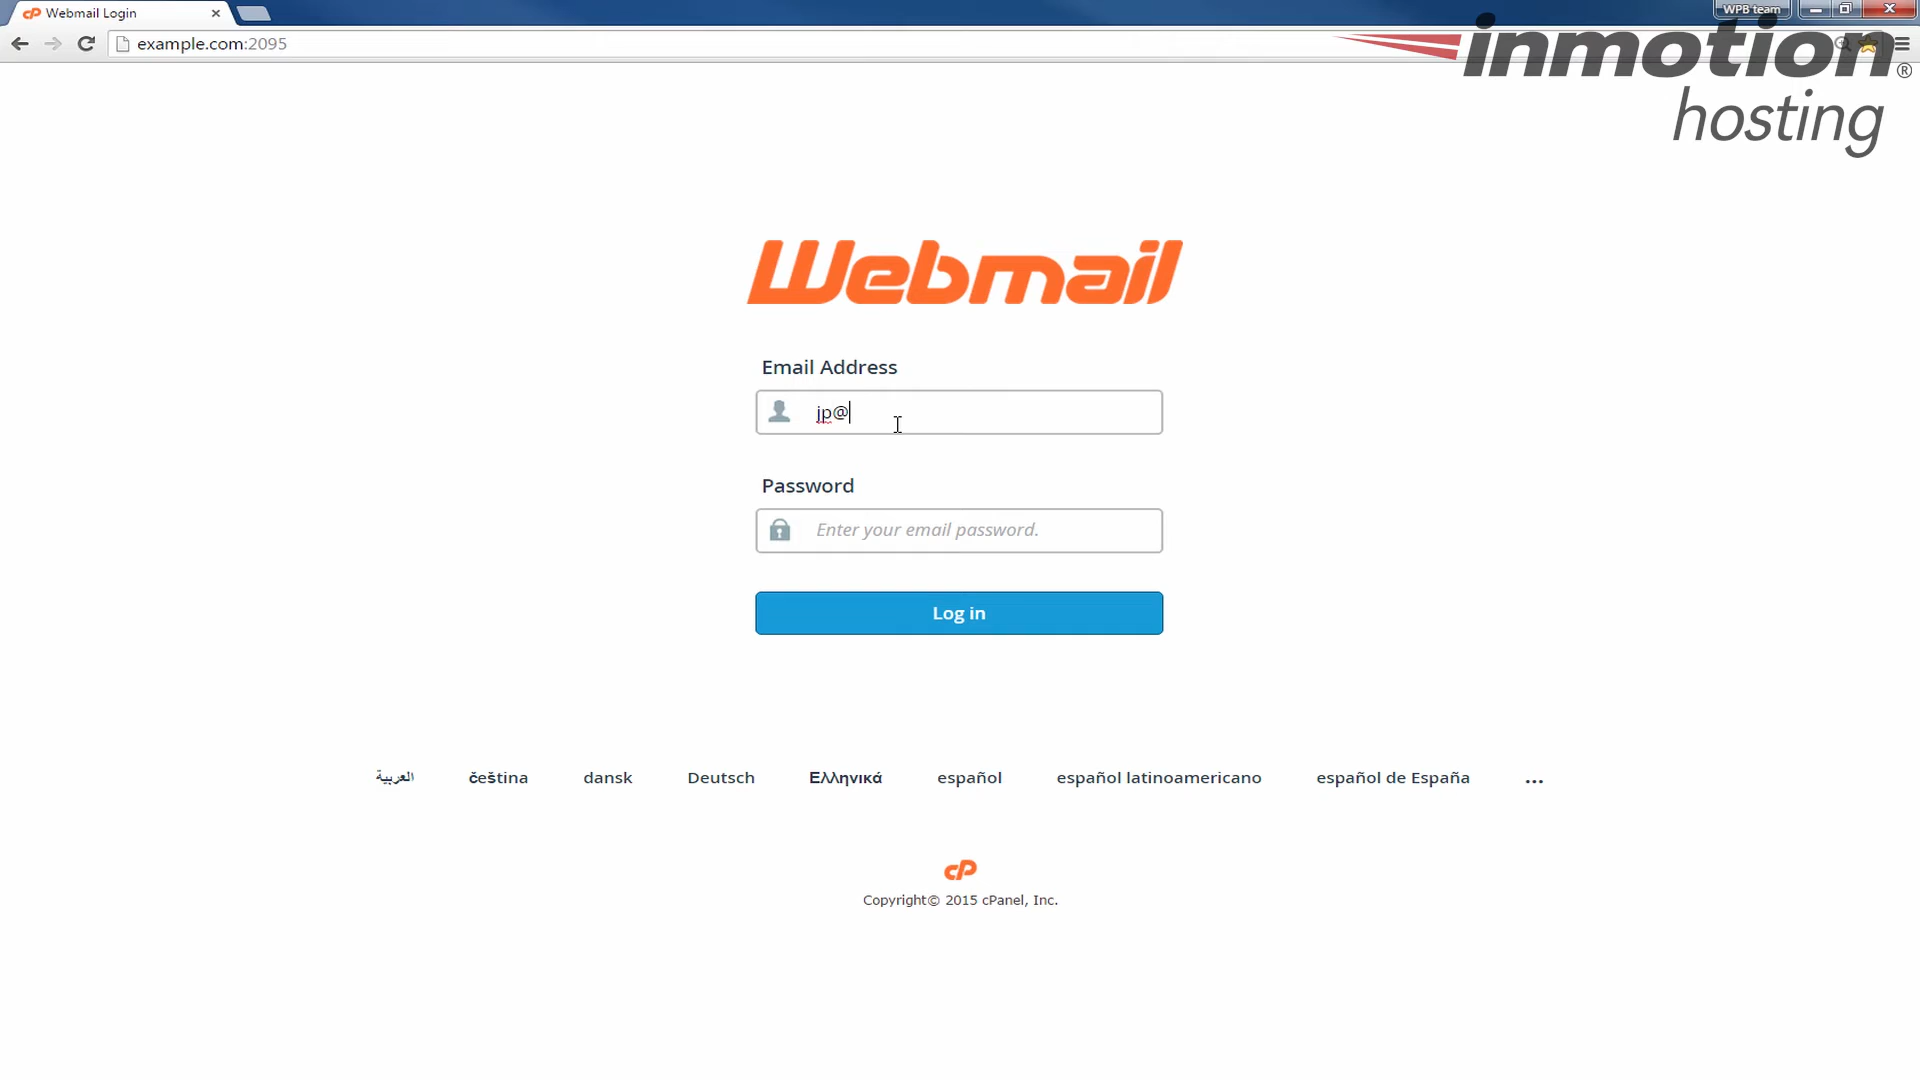 Webmail Login
WPB team
example.com:2095
inmotion®
hosting
Webmail
Email Address
jp@
Password
Enter your email password.
Log in
العربية čeština dansk Deutsch Ελληνικά español español latinoamericano español de España ...
cP
Copyright© 2015 cPanel, Inc.